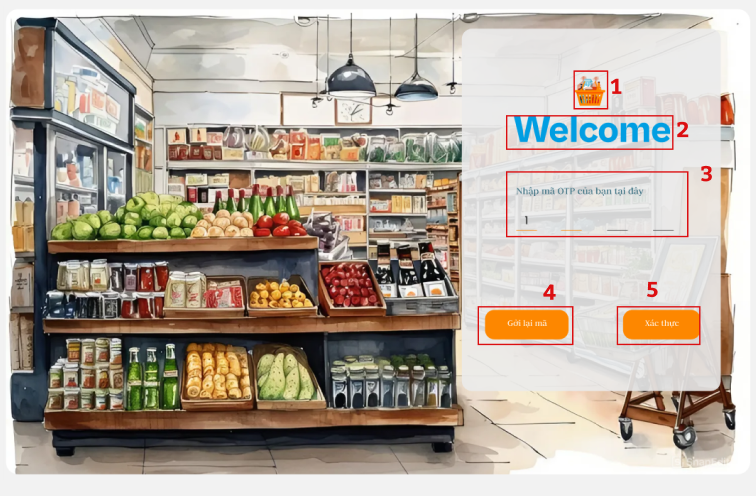 1
Welcome
2
3
Nhập mã OTP của bạn tại đây
1
4
5
Gởi lại mã
Xác thực